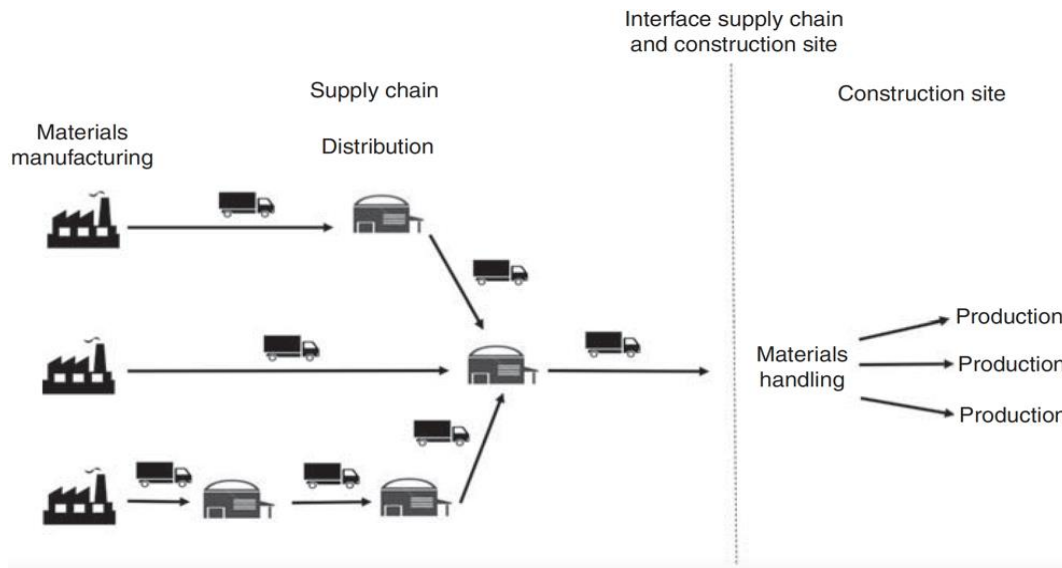 Interface supply chain
and construction site
Supply chain
Construction site
Materials
manufacturing
Distribution
Production
Materials
handling
Production
Production